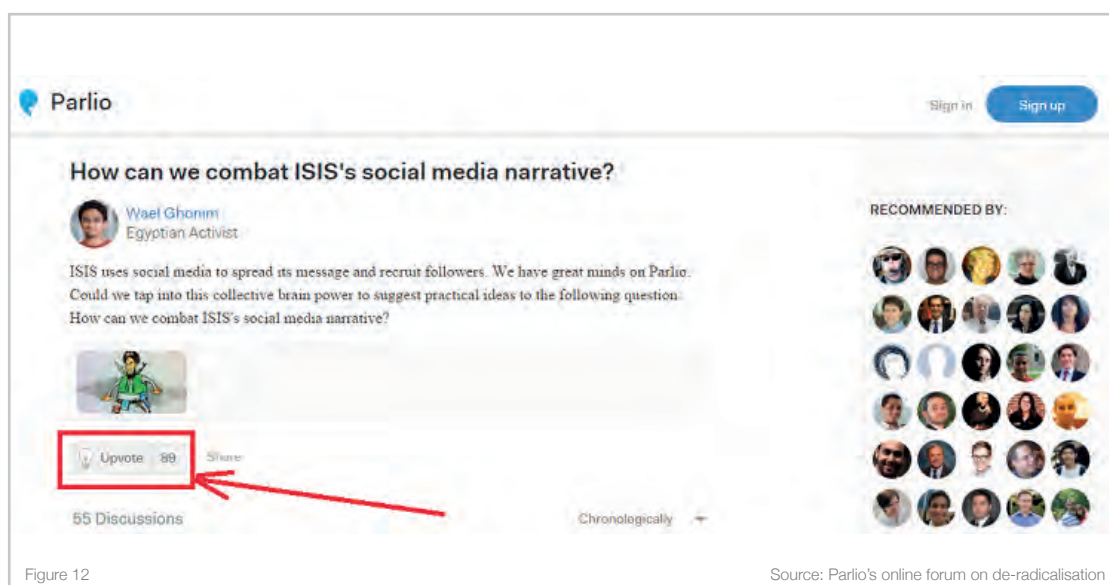 Parlio
Sign in
Sign up
How can we combat ISIS's social media narrative?
Wael Ghonim
Egyptian Activist
ISIS uses social media to spread its message and recruit followers. We have great minds on Parlio.
Could we tap into this collective brain power to suggest practical ideas to the following question.
How can we combat ISIS's social media narrative?
Upvote 89
Share
55 Discussions
Chronologically
RECOMMENDED BY:
Figure 12
Source: Parlio's online forum on de-radicalisation